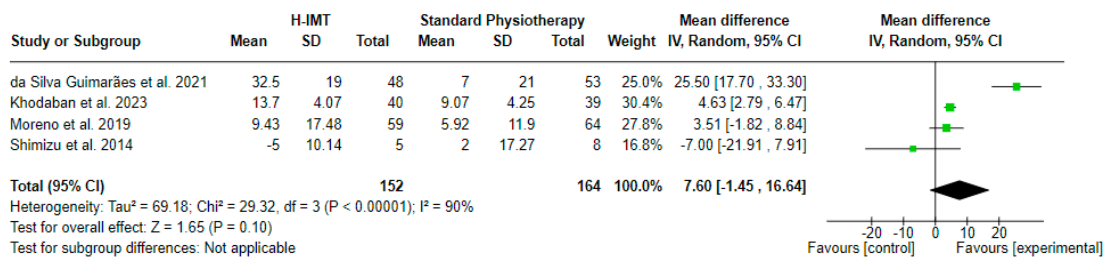 H-IMT Standard Physiotherapy Mean difference Mean difference
Study or Subgroup Mean SD Total Mean SD Total Weight IV, Random, 95% CI IV, Random, 95% CI
da Silva Guimarães et al. 2021 32.5 19 48 7 21 53 25.0% 25.50 [17.70 , 33.30]
Khodaban et al. 2023 13.7 4.07 40 9.07 4.25 39 30.4% 4.63 [2.79 , 6.47]
Moreno et al. 2019 9.43 17.48 59 5.92 11.9 64 27.8% 3.51 [-1.82 , 8.84]
Shimizu et al. 2014 -5 10.14 5 2 17.27 8 16.8% -7.00 [-21.91 , 7.91]
Total (95% CI) 152 164 100.0% 7.60 [-1.45 , 16.64]
Heterogeneity: Tau² = 69.18; Chi² = 29.32, df = 3 (P < 0.00001); I² = 90%
Test for overall effect: Z = 1.65 (P = 0.10) -20 -10 0 10 20
Test for subgroup differences: Not applicable Favours [control] Favours [experimental]